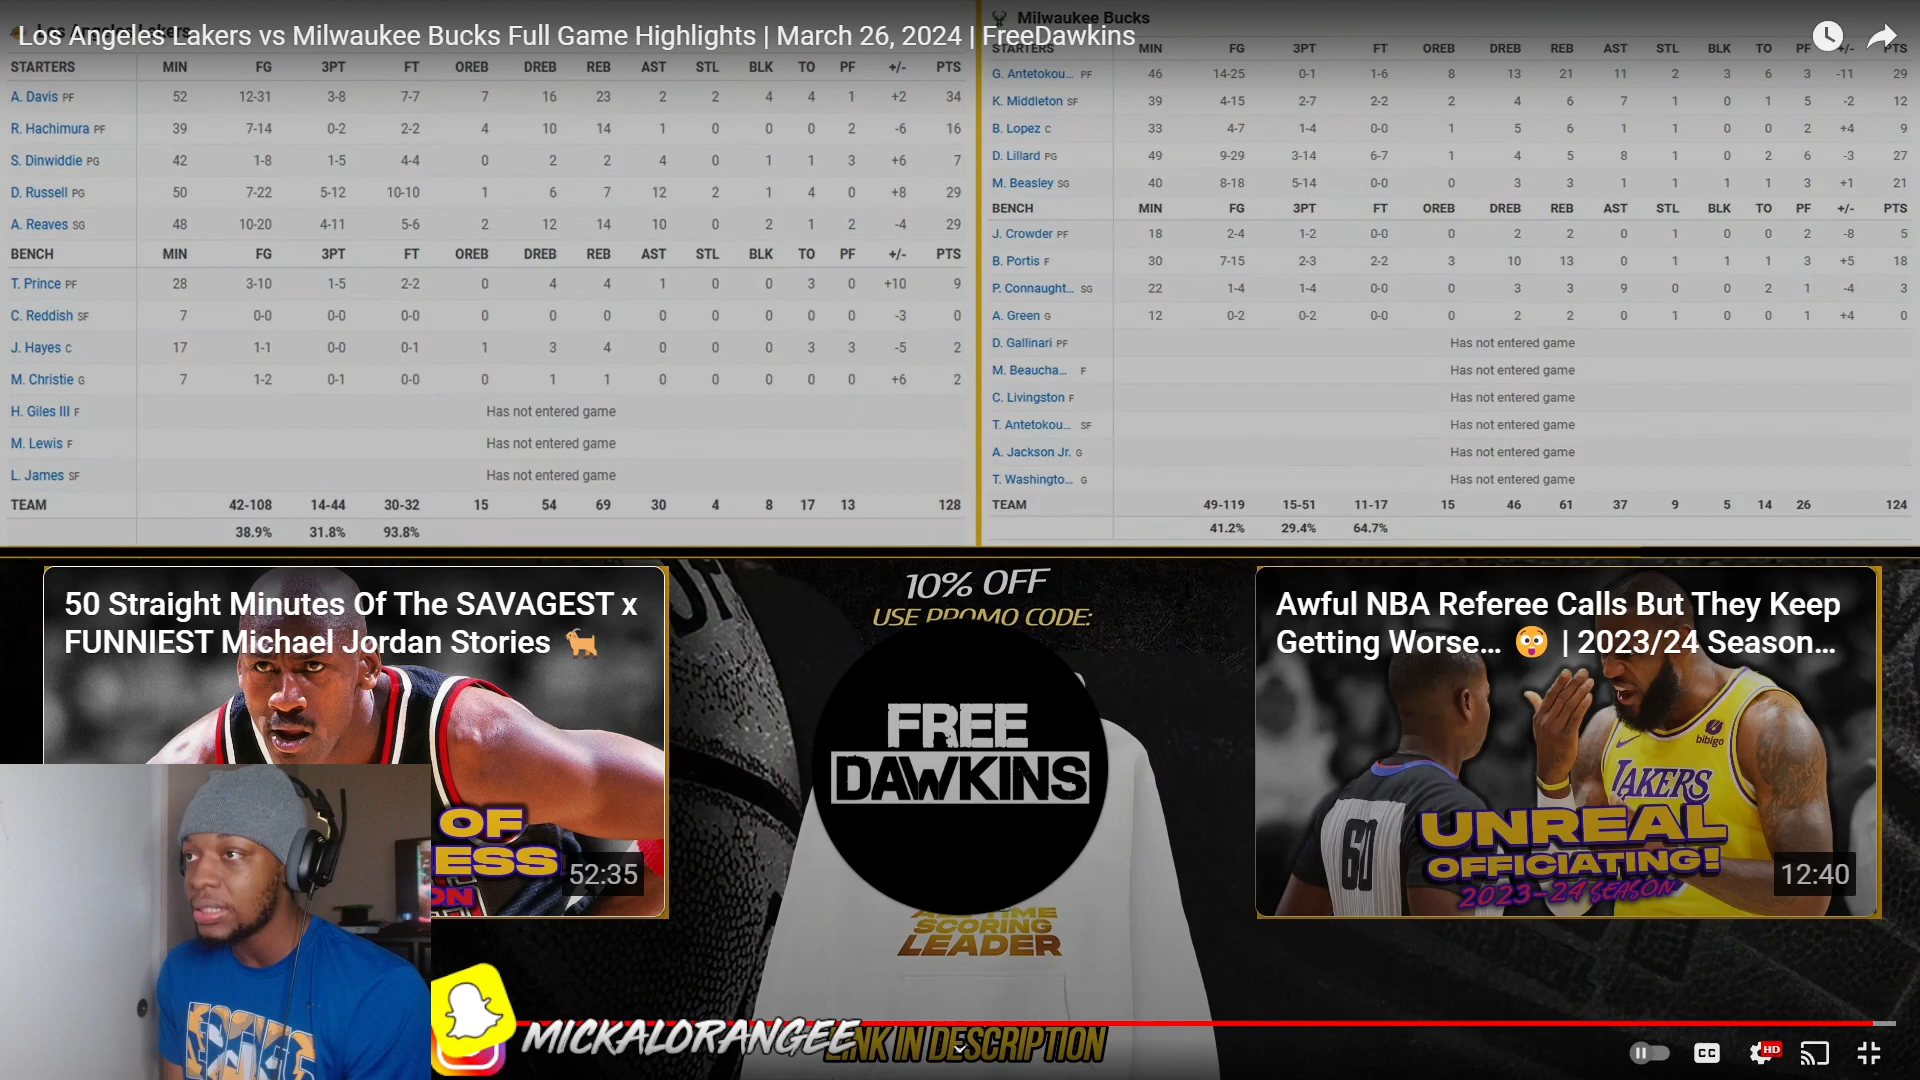 Los Angeles Lakers vs Milwaukee Bucks Full Game Highlights | March 26, 2024 | FreeDawkins
STARTERS MIN FG 3PT FT OREB DREB REB AST STL BLK TO PF +/- PTS
A. Davis PF 52 12-31 3-8 7-7 7 16 23 2 2 4 4 1 +2 34
R. Hachimura PF 39 7-14 0-2 2-2 4 10 14 1 0 0 0 2 -6 16
S. Dinwiddie PG 42 1-8 1-5 4-4 0 2 2 4 0 1 1 3 +6 7
D. Russell PG 50 7-22 5-12 10-10 1 6 7 12 2 1 4 0 +8 29
A. Reaves SG 48 10-20 4-11 5-6 2 12 14 10 0 2 1 2 -4 29
BENCH MIN FG 3PT FT OREB DREB REB AST STL BLK TO PF +/- PTS
T. Prince PF 28 3-10 1-5 2-2 0 4 4 1 0 0 3 0 +10 9
C. Reddish SF 7 0-0 0-0 0-0 0 0 0 0 0 0 0 0 -3 0
J. Hayes C 17 1-1 0-0 0-1 1 3 4 0 0 0 3 3 -5 2
M. Christie G 7 1-2 0-1 0-0 0 1 1 0 0 0 0 0 +6 2
H. Giles III F Has not entered game
M. Lewis F Has not entered game
L. James SF Has not entered game
TEAM 42-108 14-44 30-32 15 54 69 30 4 8 17 13 128
38.9% 31.8% 93.8%
Milwaukee Bucks
STARTERS MIN FG 3PT FT OREB DREB REB AST STL BLK TO PF +/- PTS
G. Antetokou... PF 46 14-25 0-1 1-6 8 13 21 11 2 3 6 3 -11 29
K. Middleton SF 39 4-15 2-7 2-2 2 4 6 7 1 0 1 5 -2 12
B. Lopez C 33 4-7 1-4 0-0 1 5 6 1 1 0 0 2 +4 9
D. Lillard PG 49 9-29 3-14 6-7 1 4 5 8 1 0 2 6 -3 27
M. Beasley SG 40 8-18 5-14 0-0 0 3 3 1 1 1 1 3 +1 21
BENCH MIN FG 3PT FT OREB DREB REB AST STL BLK TO PF +/- PTS
J. Crowder PF 18 2-4 1-2 0-0 0 2 2 0 1 0 0 2 -8 5
B. Portis F 30 7-15 2-3 2-2 3 10 13 0 1 1 1 3 +5 18
P. Connaught... SG 22 1-4 1-4 0-0 0 3 3 9 0 0 2 1 -4 3
A. Green G 12 0-2 0-2 0-0 0 2 2 0 1 0 0 1 +4 0
D. Gallinari PF Has not entered game
M. Beaucha... F Has not entered game
C. Livingston F Has not entered game
T. Antetokou... SF Has not entered game
A. Jackson Jr. G Has not entered game
T. Washingto... G Has not entered game
TEAM 49-119 15-51 11-17 15 46 61 37 9 5 14 26 124
41.2% 29.4% 64.7%
50 Straight Minutes Of The SAVAGEST x
FUNNIEST Michael Jordan Stories 🐕
OF
ESS
ON
52:35
10% OFF
USE PROMO CODE:
FREE
DAWKINS
ALL TIME
SCORING
LEADER
Awful NBA Referee Calls But They Keep
Getting Worse... 😲 | 2023/24 Season...
bibigo
LAKERS
60
UNREAL
OFFICIATING!
2023-24 SEASON
12:40
MICKALORANGEE
LINK IN DESCRIPTION
CC
HD